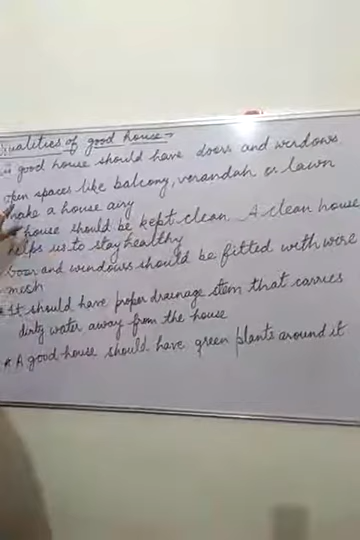 Qualities of good house →
A good house should have doors and windows
open spaces like balcony, verandah or lawn
make a house airy
house should be kept clean A clean house
helps us to stay healthy
Door and windows should be fitted with wire
mesh
* It should have proper drainage stem that carries
dirty water away from the house
* A good house should have green plants around it